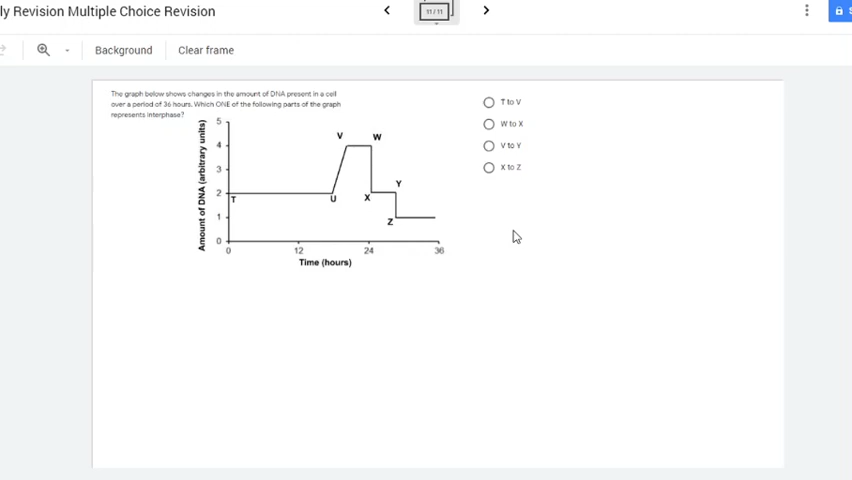 ly Revision Multiple Choice Revision
11 / 11
Background
Clear frame
The graph below shows changes in the amount of DNA present in a cell
over a period of 36 hours. Which ONE of the following parts of the graph
represents interphase?
T to V
W to X
V to Y
X to Z
Amount of DNA (arbitrary units)
5
4
3
2
1
0
V
W
Y
T
U
X
Z
0
12
24
36
Time (hours)